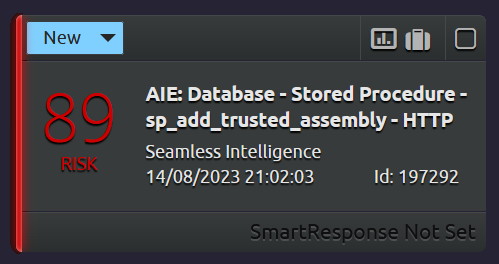 New
89
RISK
AIE: Database - Stored Procedure -
sp_add_trusted_assembly - HTTP
Seamless Intelligence
14/08/2023 21:02:03 Id: 197292
SmartResponse Not Set